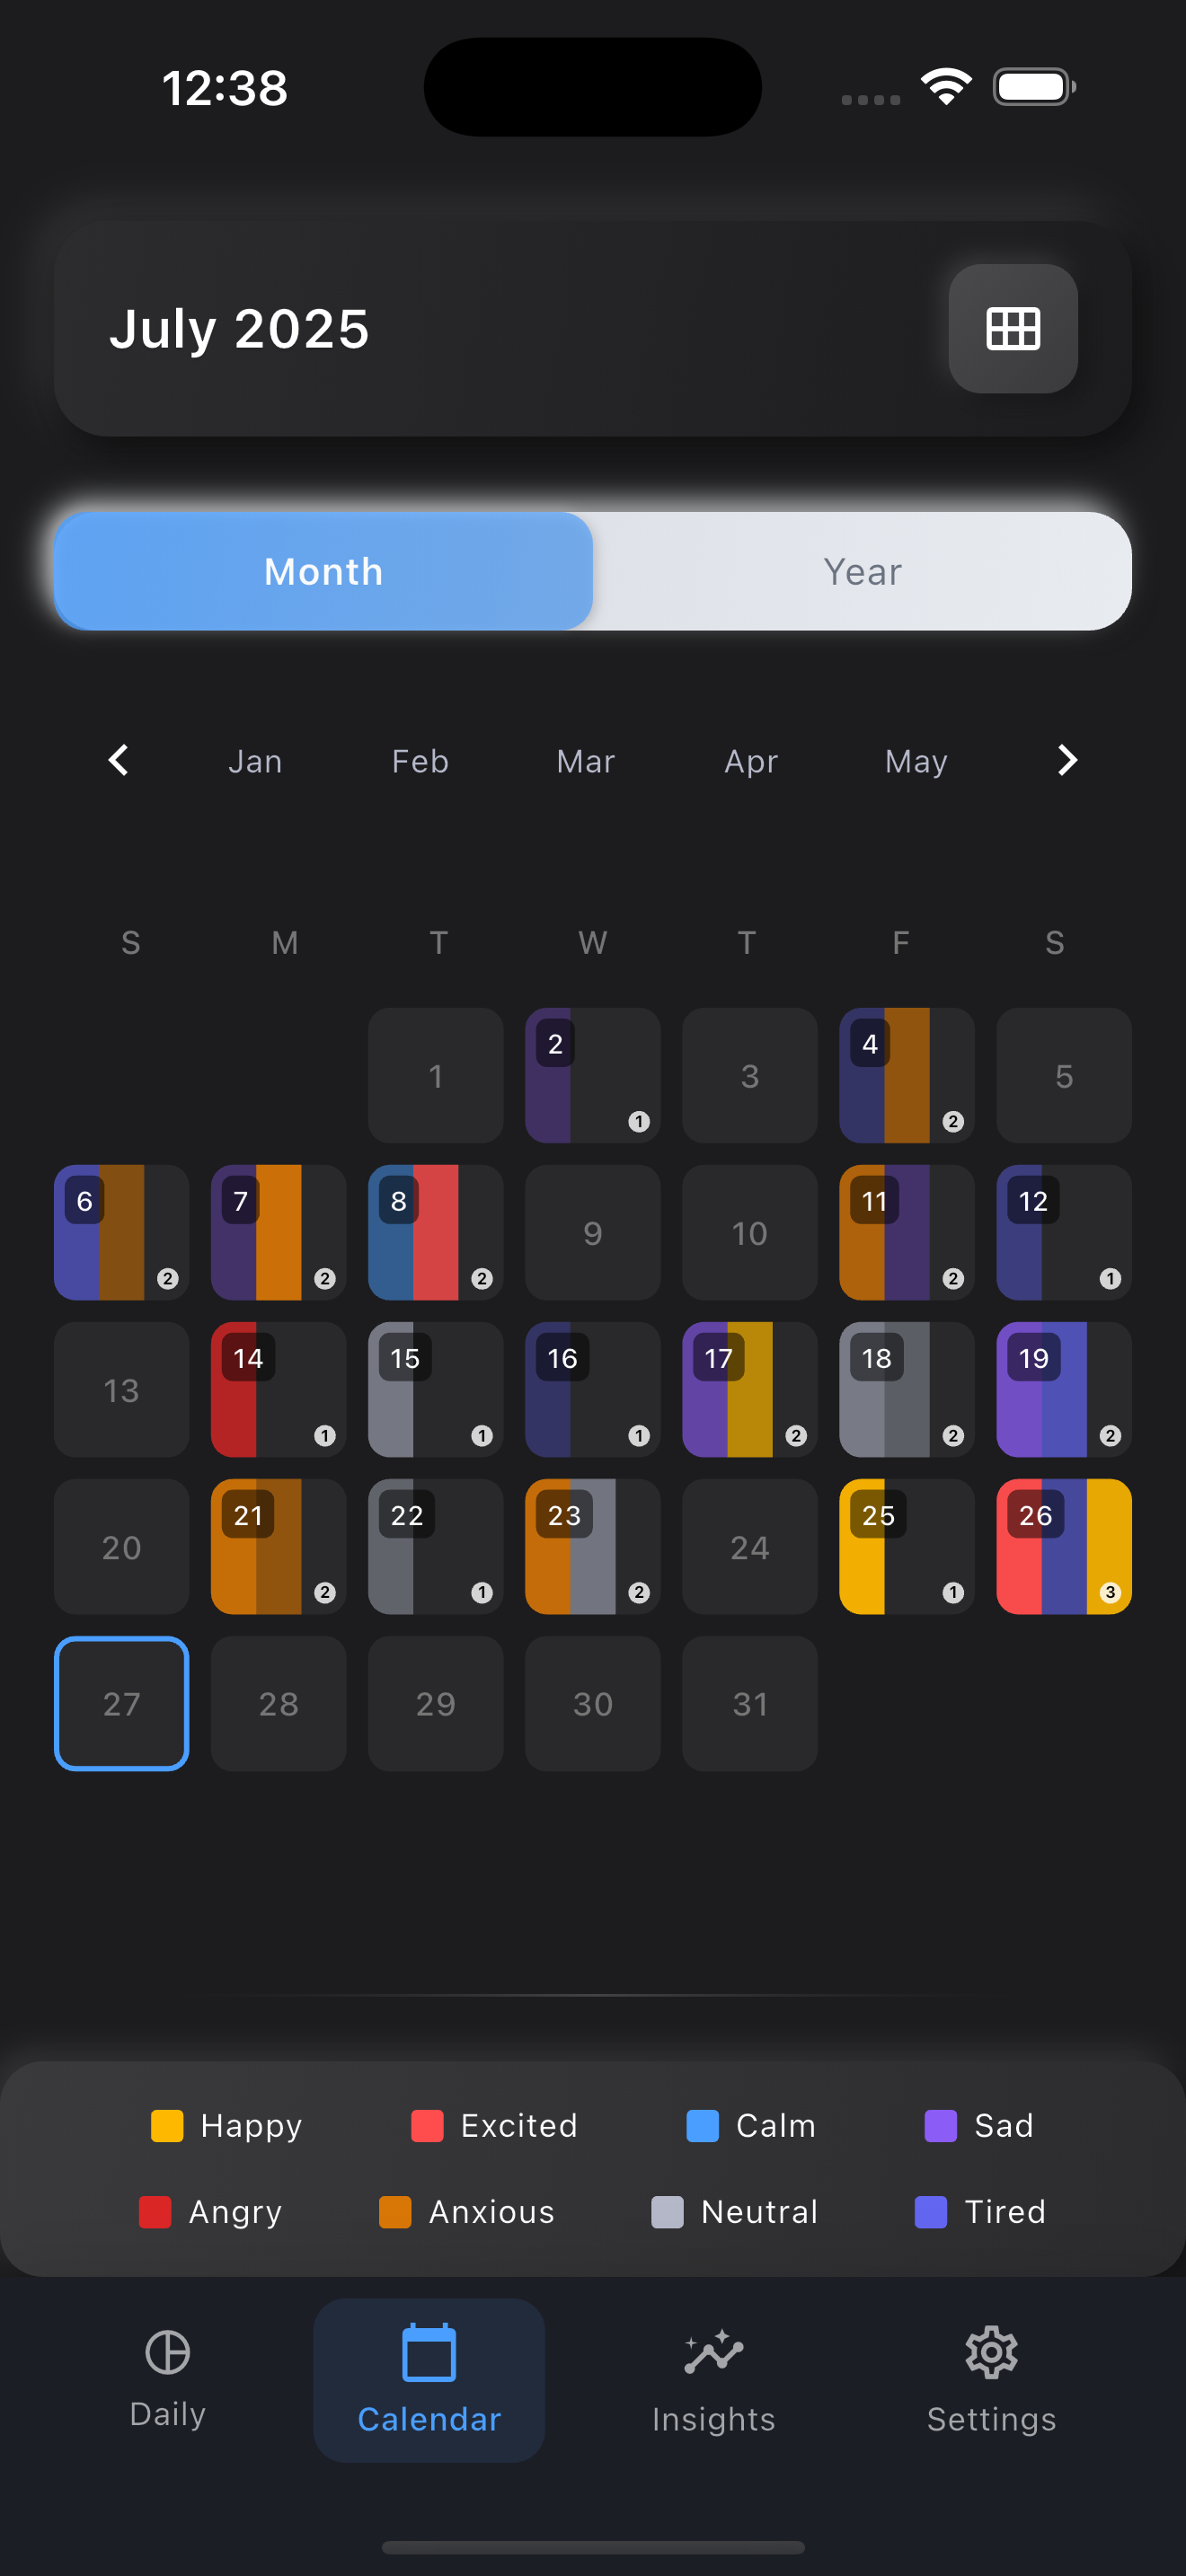 12:38
July 2025
Month Year
Jan Feb Mar Apr May
S M T W T F S
1 2 3 4 5
1 2
6 7 8 9 10 11 12
2 2 2 2 1
13 14 15 16 17 18 19
1 1 1 2 2 2
20 21 22 23 24 25 26
2 1 2 1 3
27 28 29 30 31
Happy Excited Calm Sad
Angry Anxious Neutral Tired
Daily Calendar Insights Settings